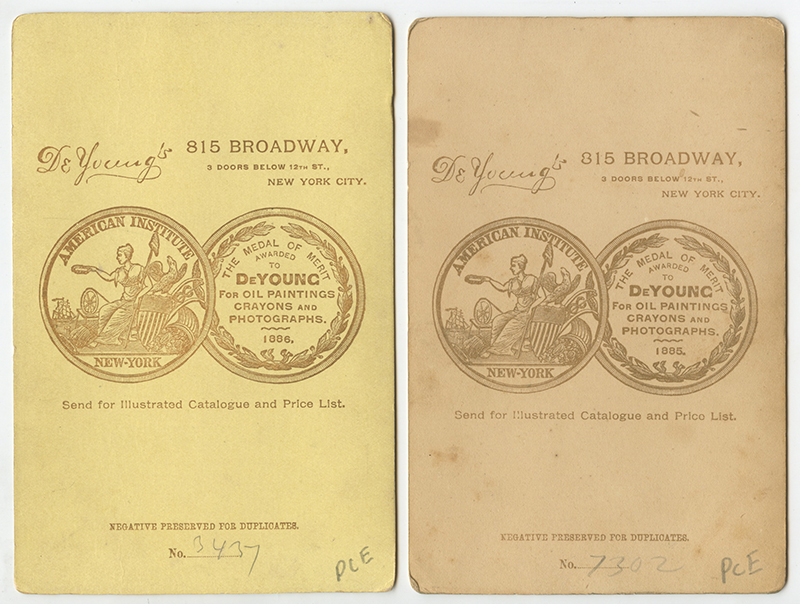 DeYoung's
815 BROADWAY,
3 DOORS BELOW 12TH ST.,
NEW YORK CITY.
AMERICAN INSTITUTE
NEW-YORK
THE MEDAL OF MERIT
AWARDED
TO
DEYOUNG
FOR OIL PAINTINGS
CRAYONS AND
PHOTOGRAPHS.
1886.
Send for Illustrated Catalogue and Price List.
NEGATIVE PRESERVED FOR DUPLICATES.
No. 3437
PCE
DeYoung's
815 BROADWAY,
3 DOORS BELOW 12TH ST.,
NEW YORK CITY.
AMERICAN INSTITUTE
NEW-YORK
THE MEDAL OF MERIT
AWARDED
TO
DEYOUNG
FOR OIL PAINTINGS
CRAYONS AND
PHOTOGRAPHS.
1885.
Send for Illustrated Catalogue and Price List.
NEGATIVE PRESERVED FOR DUPLICATES.
No. 7302
PCE